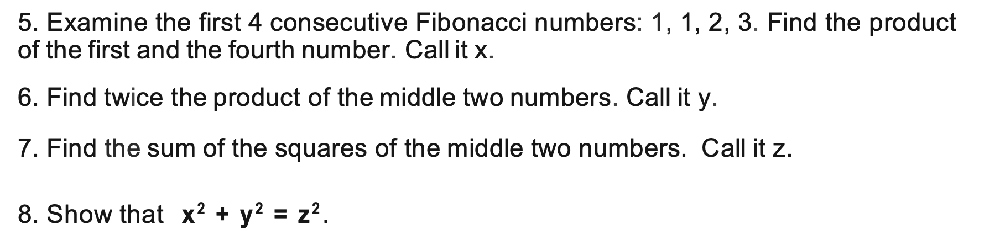 5. Examine the first 4 consecutive Fibonacci numbers: 1, 1, 2, 3. Find the product
of the first and the fourth number. Call it x.
6. Find twice the product of the middle two numbers. Call it y.
7. Find the sum of the squares of the middle two numbers.  Call it z.
8. Show that  x² + y² = z².